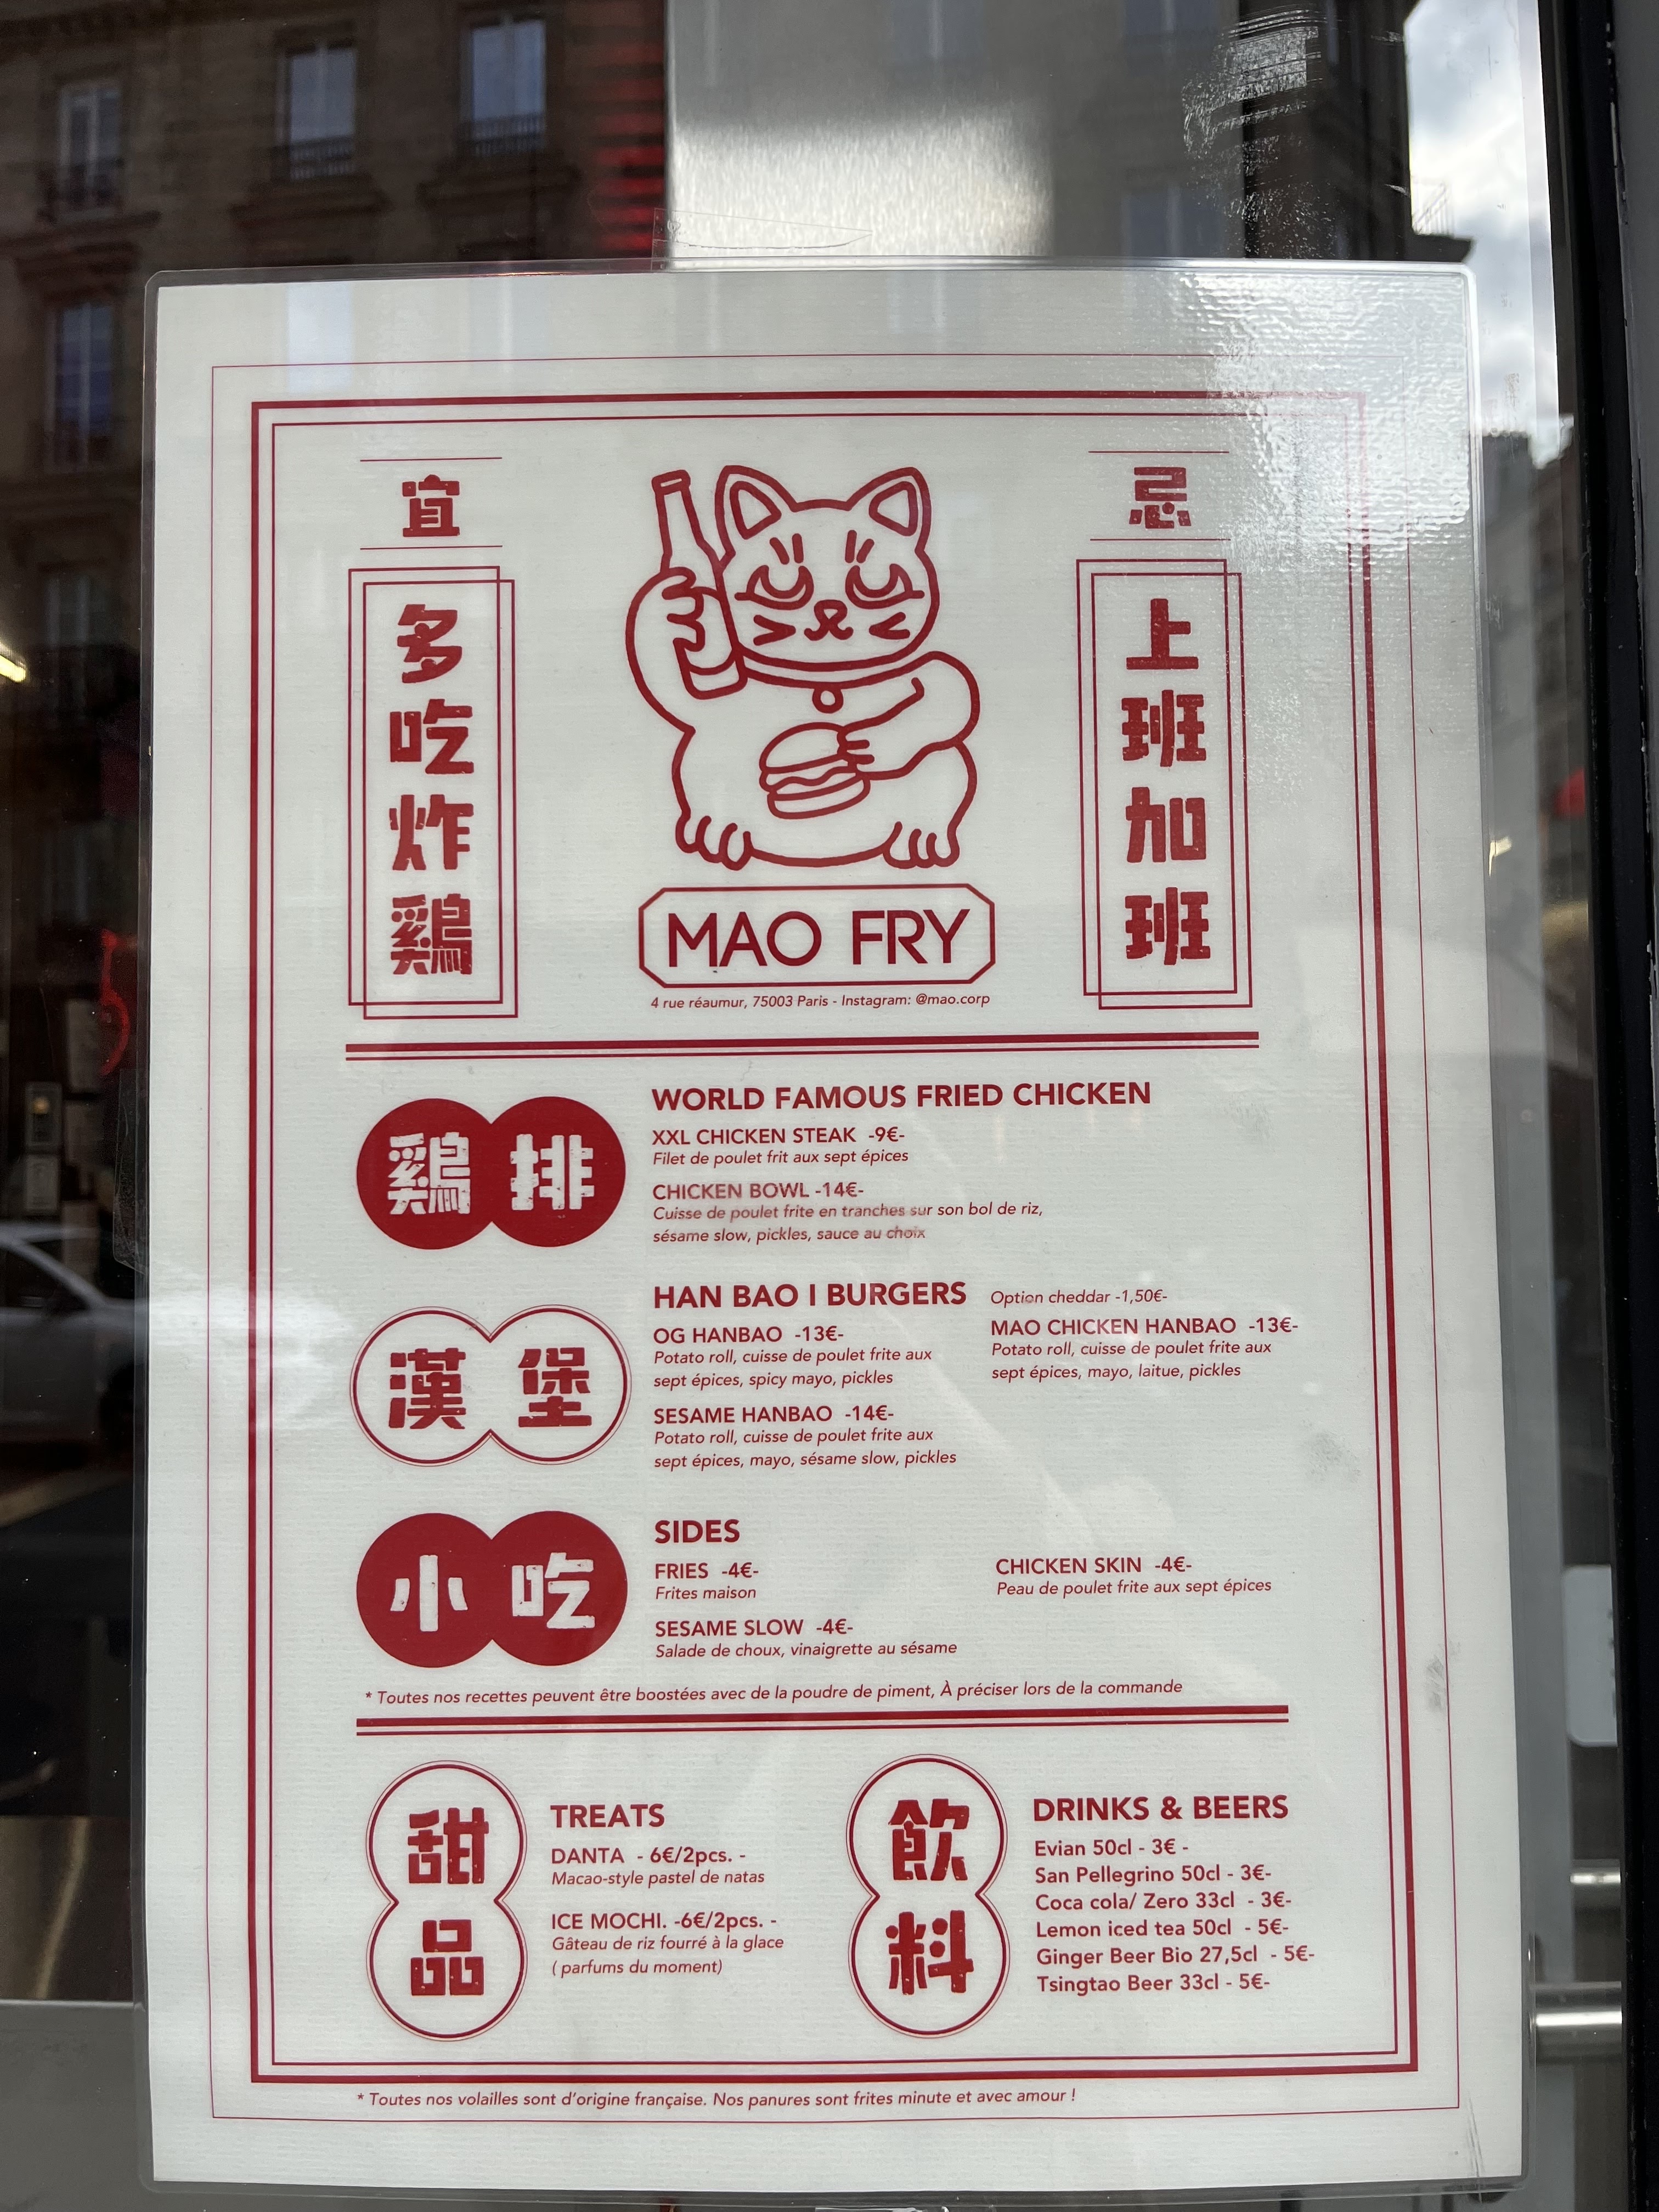 宜
多吃炸鷄
忌
上班加班
MAO FRY
4 rue réaumur, 75003 Paris - Instagram: @mao.corp
鷄排
WORLD FAMOUS FRIED CHICKEN
XXL CHICKEN STEAK -9€-
Filet de poulet frit aux sept épices
CHICKEN BOWL -14€-
Cuisse de poulet frite en tranches sur son bol de riz,
sésame slow, pickles, sauce au choix
漢堡
HAN BAO I BURGERS
Option cheddar -1,50€-
OG HANBAO -13€-
Potato roll, cuisse de poulet frite aux
sept épices, spicy mayo, pickles
MAO CHICKEN HANBAO -13€-
Potato roll, cuisse de poulet frite aux
sept épices, mayo, laitue, pickles
SESAME HANBAO -14€-
Potato roll, cuisse de poulet frite aux
sept épices, mayo, sésame slow, pickles
小吃
SIDES
FRIES -4€-
Frites maison
CHICKEN SKIN -4€-
Peau de poulet frite aux sept épices
SESAME SLOW -4€-
Salade de choux, vinaigrette au sésame
* Toutes nos recettes peuvent être boostées avec de la poudre de piment, À préciser lors de la commande
甜品
TREATS
DANTA - 6€/2pcs. -
Macao-style pastel de natas
ICE MOCHI. -6€/2pcs. -
Gâteau de riz fourré à la glace
( parfums du moment)
飲料
DRINKS & BEERS
Evian 50cl - 3€ -
San Pellegrino 50cl - 3€-
Coca cola/ Zero 33cl - 3€-
Lemon iced tea 50cl - 5€-
Ginger Beer Bio 27,5cl - 5€-
Tsingtao Beer 33cl - 5€-
* Toutes nos volailles sont d'origine française. Nos panures sont frites minute et avec amour !